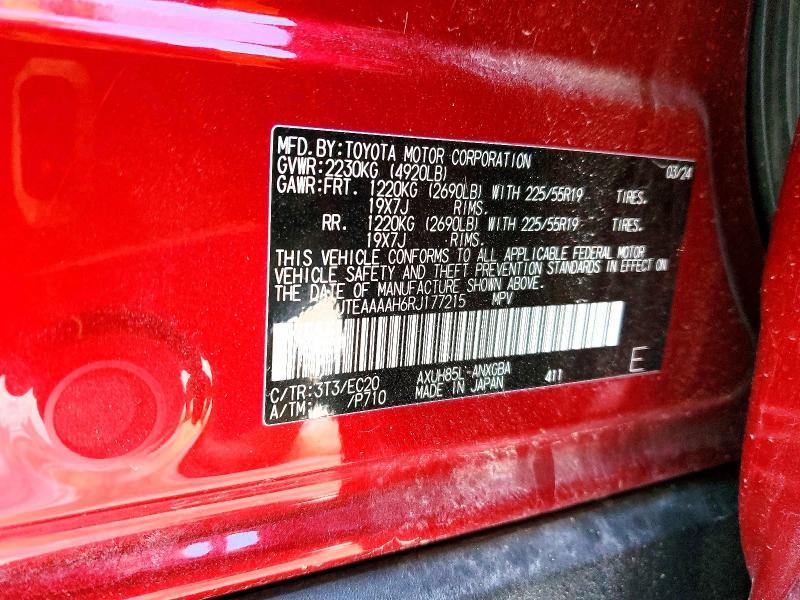 MFD.BY:TOYOTA MOTOR CORPORATION 03/24
GVWR:2230KG (4920LB)
GAWR:FRT. 1220KG (2690LB) WITH 225/55R19 TIRES.
19X7J RIMS.
RR. 1220KG (2690LB) WITH 225/55R19 TIRES.
19X7J RIMS.
THIS VEHICLE CONFORMS TO ALL APPLICABLE FEDERAL MOTOR
VEHICLE SAFETY AND THEFT PREVENTION STANDARDS IN EFFECT ON
THE DATE OF MANUFACTURE SHOWN ABOVE.
JTEAAAAH6RJ177215 MPV
C/TR:3T3/EC20 AXUH85L-ANXGBA 411 E
A/TM: /P710 MADE IN JAPAN